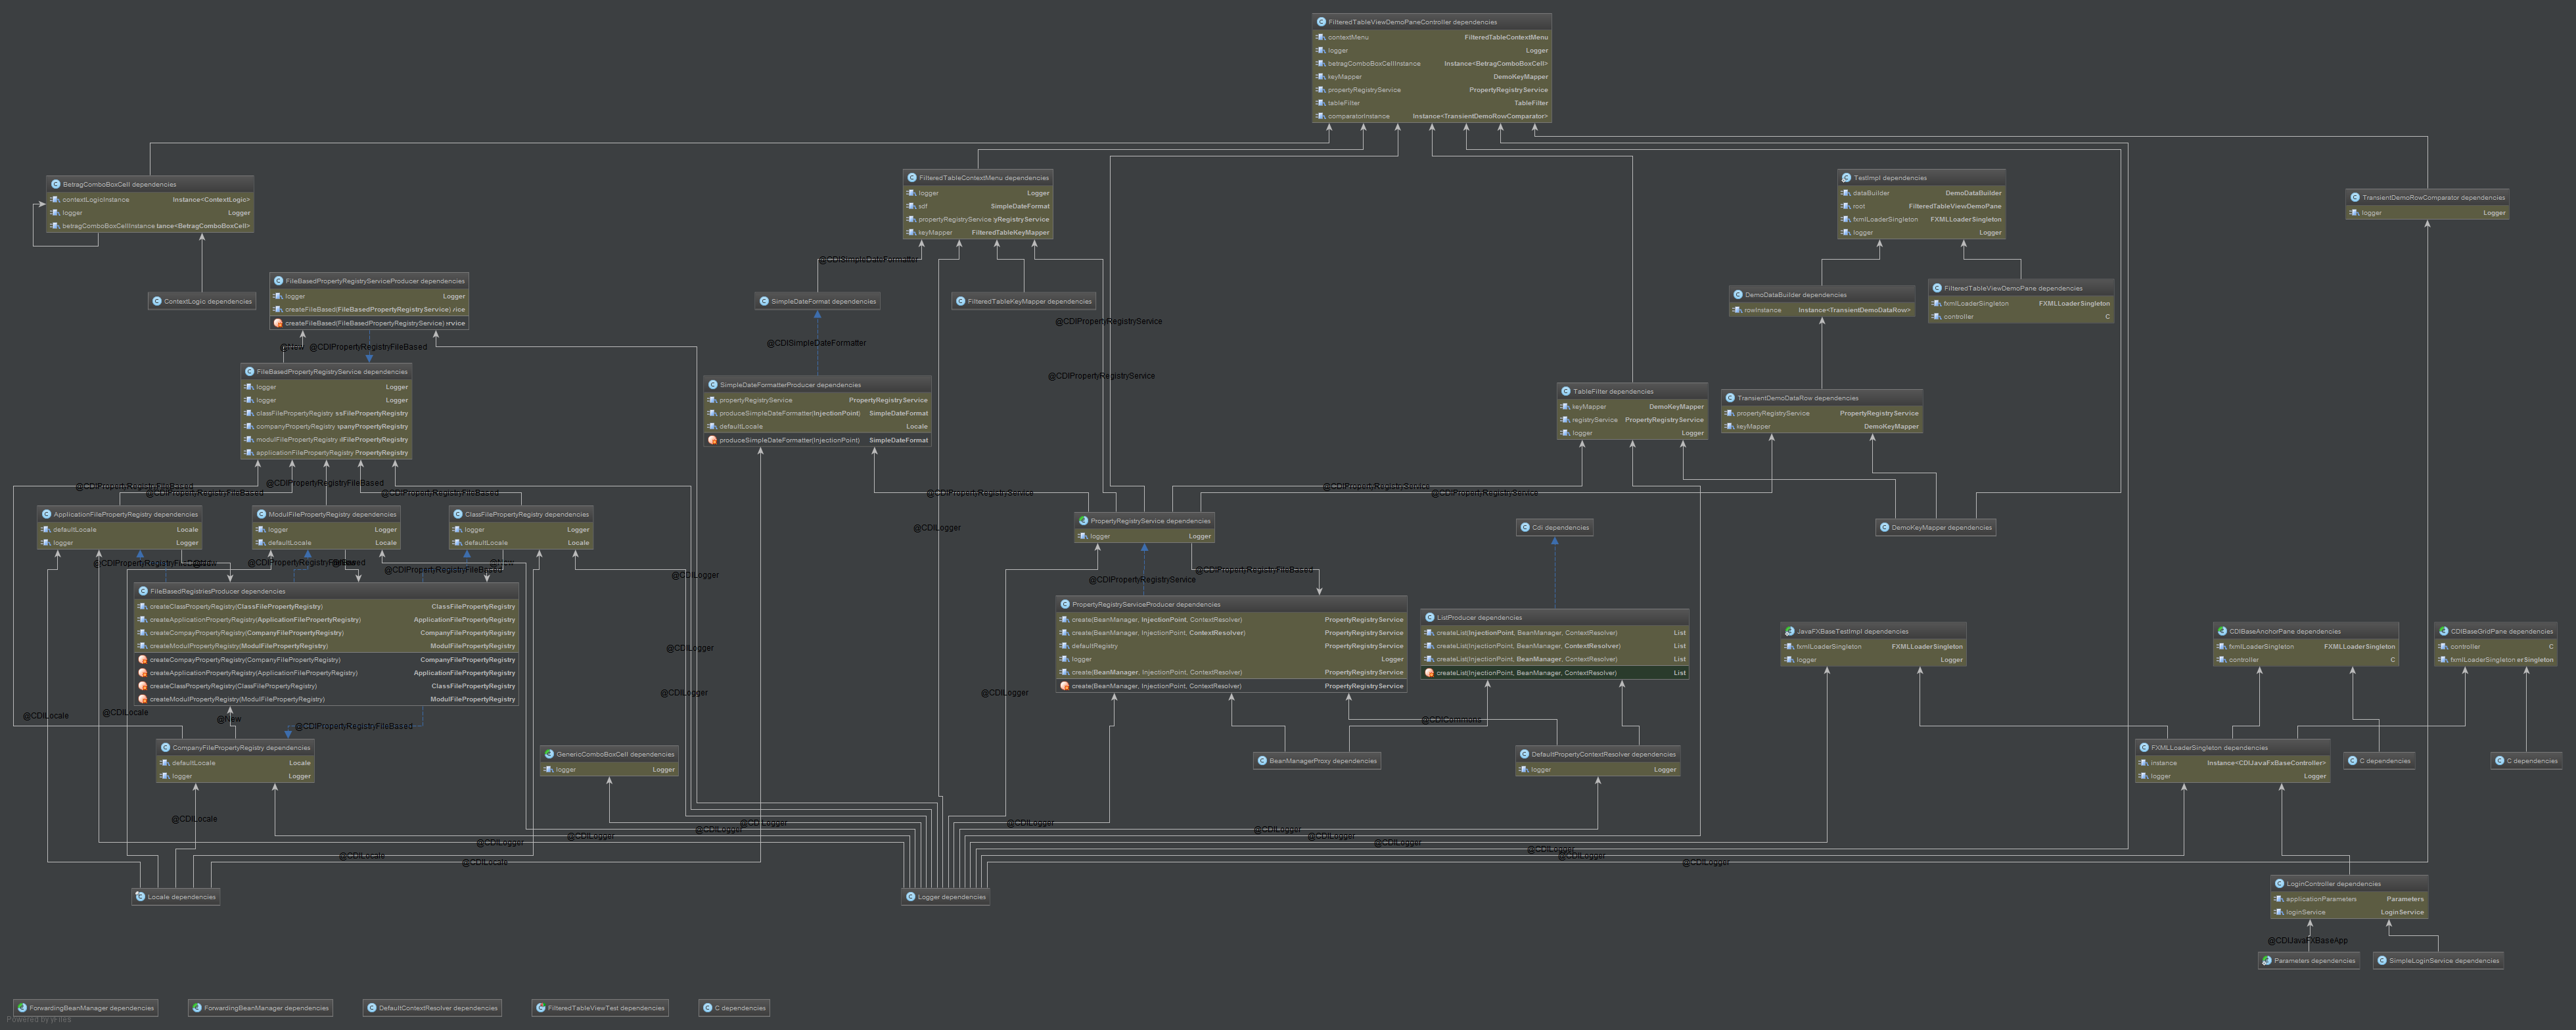 FilteredTableViewDemoPaneController dependencies
contextMenu FilteredTableContextMenu
logger Logger
betragComboBoxCellInstance Instance<BetragComboBoxCell>
keyMapper DemoKeyMapper
propertyRegistryService PropertyRegistryService
tableFilter TableFilter
comparatorInstance Instance<TransientDemoRowComparator>
BetragComboBoxCell dependencies
contextLogicInstance Instance<ContextLogic>
logger Logger
betragComboBoxCellInstance tance<BetragComboBoxCell>
FilteredTableContextMenu dependencies
logger Logger
sdf SimpleDateFormat
propertyRegistryService yRegistryService
keyMapper FilteredTableKeyMapper
TestImpl dependencies
dataBuilder DemoDataBuilder
root FilteredTableViewDemoPane
fxmlLoaderSingleton FXMLLoaderSingleton
logger Logger
TransientDemoRowComparator dependencies
logger Logger
@CDISimpleDateFormatter
ContextLogic dependencies
FileBasedPropertyRegistryServiceProducer dependencies
logger Logger
createFileBased(FileBasedPropertyRegistryService) ice
createFileBased(FileBasedPropertyRegistryService) ervice
SimpleDateFormat dependencies
FilteredTableKeyMapper dependencies
DemoDataBuilder dependencies
rowInstance Instance<TransientDemoDataRow>
FilteredTableViewDemoPane dependencies
fxmlLoaderSingleton FXMLLoaderSingleton
controller C
@CDIPropertyRegistryService
@New
@CDIPropertyRegistryFileBased
@CDISimpleDateFormatter
@CDIPropertyRegistryService
FileBasedPropertyRegistryService dependencies
logger Logger
logger Logger
classFilePropertyRegistry ssFilePropertyRegistry
companyPropertyRegistry ıpanyPropertyRegistry
modulFilePropertyRegistry lFilePropertyRegistry
applicationFilePropertyRegistry PropertyRegistry
SimpleDateFormatterProducer dependencies
propertyRegistryService PropertyRegistryService
produceSimpleDateFormatter(InjectionPoint) SimpleDateFormat
defaultLocale Locale
produceSimpleDateFormatter(InjectionPoint) SimpleDateFormat
TableFilter dependencies
keyMapper DemoKeyMapper
registryService PropertyRegistryService
logger Logger
TransientDemoDataRow dependencies
propertyRegistryService PropertyRegistryService
keyMapper DemoKeyMapper
@CDIPropertyRegistryFileBased
@CDIPropertyRegistryFileBased
@CDIPropertyRegistryFileBased
@CDIPropertyRegistryFileBased
@CDIPropertyRegistryService
@CDIPropertyRegistryService
@CDIPropertyRegistryService
ApplicationFilePropertyRegistry dependencies
defaultLocale Locale
logger Logger
ModulFilePropertyRegistry dependencies
logger Logger
defaultLocale Locale
ClassFilePropertyRegistry dependencies
logger Logger
defaultLocale Locale
@CDILogger
PropertyRegistryService dependencies
logger Logger
Cdi dependencies
DemoKeyMapper dependencies
@CDIPropertyRegistryFileBased
@CDILogger
@CDIPropertyRegistryService
@CDIPropertyRegistryFileBased
FileBasedRegistriesProducer dependencies
createClassPropertyRegistry(ClassFilePropertyRegistry) ClassFilePropertyRegistry
createApplicationPropertyRegistry(ApplicationFilePropertyRegistry) ApplicationFilePropertyRegistry
createCompayPropertyRegistry(CompanyFilePropertyRegistry) CompanyFilePropertyRegistry
createModulPropertyRegistry(ModulFilePropertyRegistry) ModulFilePropertyRegistry
createCompayPropertyRegistry(CompanyFilePropertyRegistry) CompanyFilePropertyRegistry
createApplicationPropertyRegistry(ApplicationFilePropertyRegistry) ApplicationFilePropertyRegistry
createClassPropertyRegistry(ClassFilePropertyRegistry) ClassFilePropertyRegistry
createModulPropertyRegistry(ModulFilePropertyRegistry) ModulFilePropertyRegistry
PropertyRegistryServiceProducer dependencies
create(BeanManager, InjectionPoint, ContextResolver) PropertyRegistryService
create(BeanManager, InjectionPoint, ContextResolver) PropertyRegistryService
defaultRegistry PropertyRegistryService
logger Logger
create(BeanManager, InjectionPoint, ContextResolver) PropertyRegistryService
create(BeanManager, InjectionPoint, ContextResolver) PropertyRegistryService
ListProducer dependencies
createList(InjectionPoint, BeanManager, ContextResolver) List
createList(InjectionPoint, BeanManager, ContextResolver) List
createList(InjectionPoint, BeanManager, ContextResolver) List
createList(InjectionPoint, BeanManager, ContextResolver) List
JavaFXBaseTestImpl dependencies
fxmlLoaderSingleton FXMLLoaderSingleton
logger Logger
CDIBaseAnchorPane dependencies
fxmlLoaderSingleton FXMLLoaderSingleton
controller C
CDIBaseGridPane dependencies
controller C
fxmlLoaderSingleton erSingleton
@CDILogger
@CDILogger
@CDILogger
@CDILocale
@CDILocale
@New
@CDIPropertyRegistryFileBased
@CDICommons
CompanyFilePropertyRegistry dependencies
defaultLocale Locale
logger Logger
GenericComboBoxCell dependencies
logger Logger
BeanManagerProxy dependencies
DefaultPropertyContextResolver dependencies
logger Logger
FXMLLoaderSingleton dependencies
instance Instance<CDIJavaFxBaseController>
logger Logger
C dependencies
C dependencies
@CDILocale
@CDILogger
@CDILogger
@CDILogger
@CDILogger
@CDILogger
@CDILogger
@CDILogger
@CDILogger
@CDILogger
@CDILogger
@CDILogger
@CDILocale
@CDILocale
@CDILogger
Locale dependencies
Logger dependencies
LoginController dependencies
applicationParameters Parameters
loginService LoginService
@CDIJavaFXBaseApp
Parameters dependencies
SimpleLoginService dependencies
ForwardingBeanManager dependencies
ForwardingBeanManager dependencies
DefaultContextResolver dependencies
FilteredTableViewTest dependencies
C dependencies
Powered by yFiles